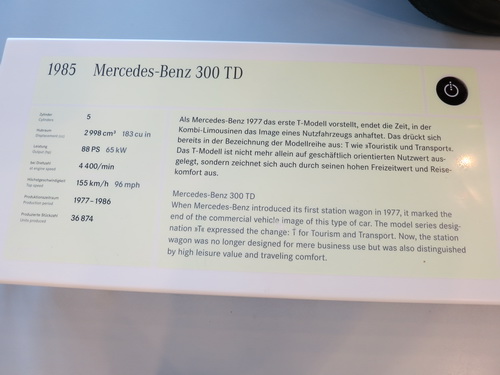 1985 Mercedes-Benz 300 TD
Zylinder
Cylinders
5
Hubraum
Displacement
2 998 cm³ 183 cu in
Leistung
88 PS 65 kW
bei Drehzahl
at engine speed
4 400/min
Höchstgeschwindigkeit
Top speed
155 km/h 96 mph
Produktionszeitraum
Production period
1977 – 1986
Produzierte Stückzahl
Units produced
36 874
Als Mercedes-Benz 1977 das erste T-Modell vorstellt, endet die Zeit, in der
Kombi-Limousinen das Image eines Nutzfahrzeugs anhaftet. Das drückt sich
bereits in der Bezeichnung der Modellreihe aus: T wie »Touristik und Transport«.
Das T-Modell ist nicht mehr allein auf geschäftlich orientierten Nutzwert aus-
gelegt, sondern zeichnet sich auch durch seinen hohen Freizeitwert und Reise-
komfort aus.
Mercedes-Benz 300 TD
When Mercedes-Benz introduced its first station wagon in 1977, it marked the
end of the commercial vehicle image of this type of car. The model series desig-
nation »T« expressed the change: T for Tourism and Transport. Now, the station
wagon was no longer designed for mere business use but was also distinguished
by high leisure value and traveling comfort.